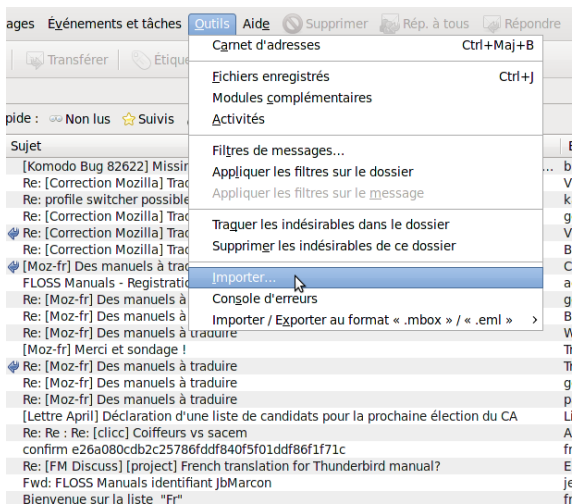 ages Événements et tâches Outils Aide Supprimer Rép. à tous Répondre
Transférer Étique
Carnet d'adresses Ctrl+Maj+B
Fichiers enregistrés Ctrl+J
Modules complémentaires
Activités
Filtres de messages...
Appliquer les filtres sur le dossier
Appliquer les filtres sur le message
Traquer les indésirables dans le dossier
Supprimer les indésirables de ce dossier
Importer...
Console d'erreurs
Importer / Exporter au format « .mbox » / « .eml »
pide : Non lus Suivis
Sujet E
[Komodo Bug 82622] Missir ... b
Re: [Correction Mozilla] Trad V
Re: profile switcher possible k
Re: [Correction Mozilla] Trad g
Re: [Correction Mozilla] Trad V
Re: [Correction Mozilla] Trad B
[Moz-fr] Des manuels à trad C
FLOSS Manuals - Registratio a
Re: [Moz-fr] Des manuels à g
Re: [Moz-fr] Des manuels à B
Re: [Moz-fr] Des manuels à traduire W
[Moz-fr] Merci et sondage ! Tr
Re: [Moz-fr] Des manuels à traduire Tr
Re: [Moz-fr] Des manuels à traduire g
Re: [Moz-fr] Des manuels à traduire p
[Lettre April] Déclaration d'une liste de candidats pour la prochaine élection du CA Li
Re: Re : Re: [clicc] Coiffeurs vs sacem A
confirm e26a080cdb2c25786fddf840f5f01ddf86f1f71c fr
Re: [FM Discuss] [project] French translation for Thunderbird manual? E
Fwd: FLOSS Manuals identifiant JbMarcon je
Bienvenue sur la liste "Fr" fr